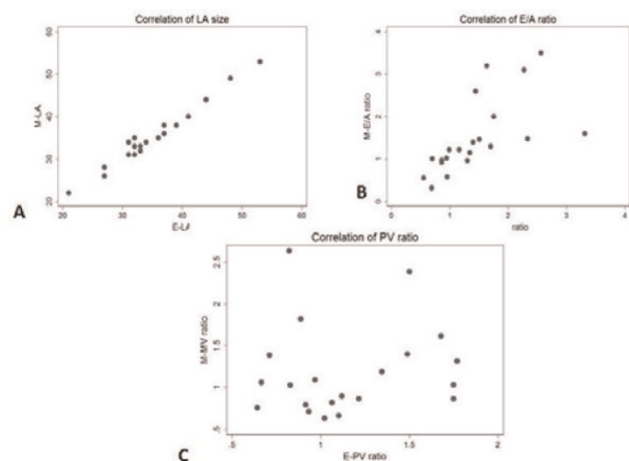 Correlation of LA size
M-LA
60
50
40
30
20
20
30
40
50
60
E-LA
A
Correlation of E/A ratio
M-E/A ratio
4
3
2
1
0
0
1
2
3
4
ratio
B
Correlation of PV ratio
M-MV ratio
2.5
2
1.5
1
.5
.5
1
1.5
2
E-PV ratio
C